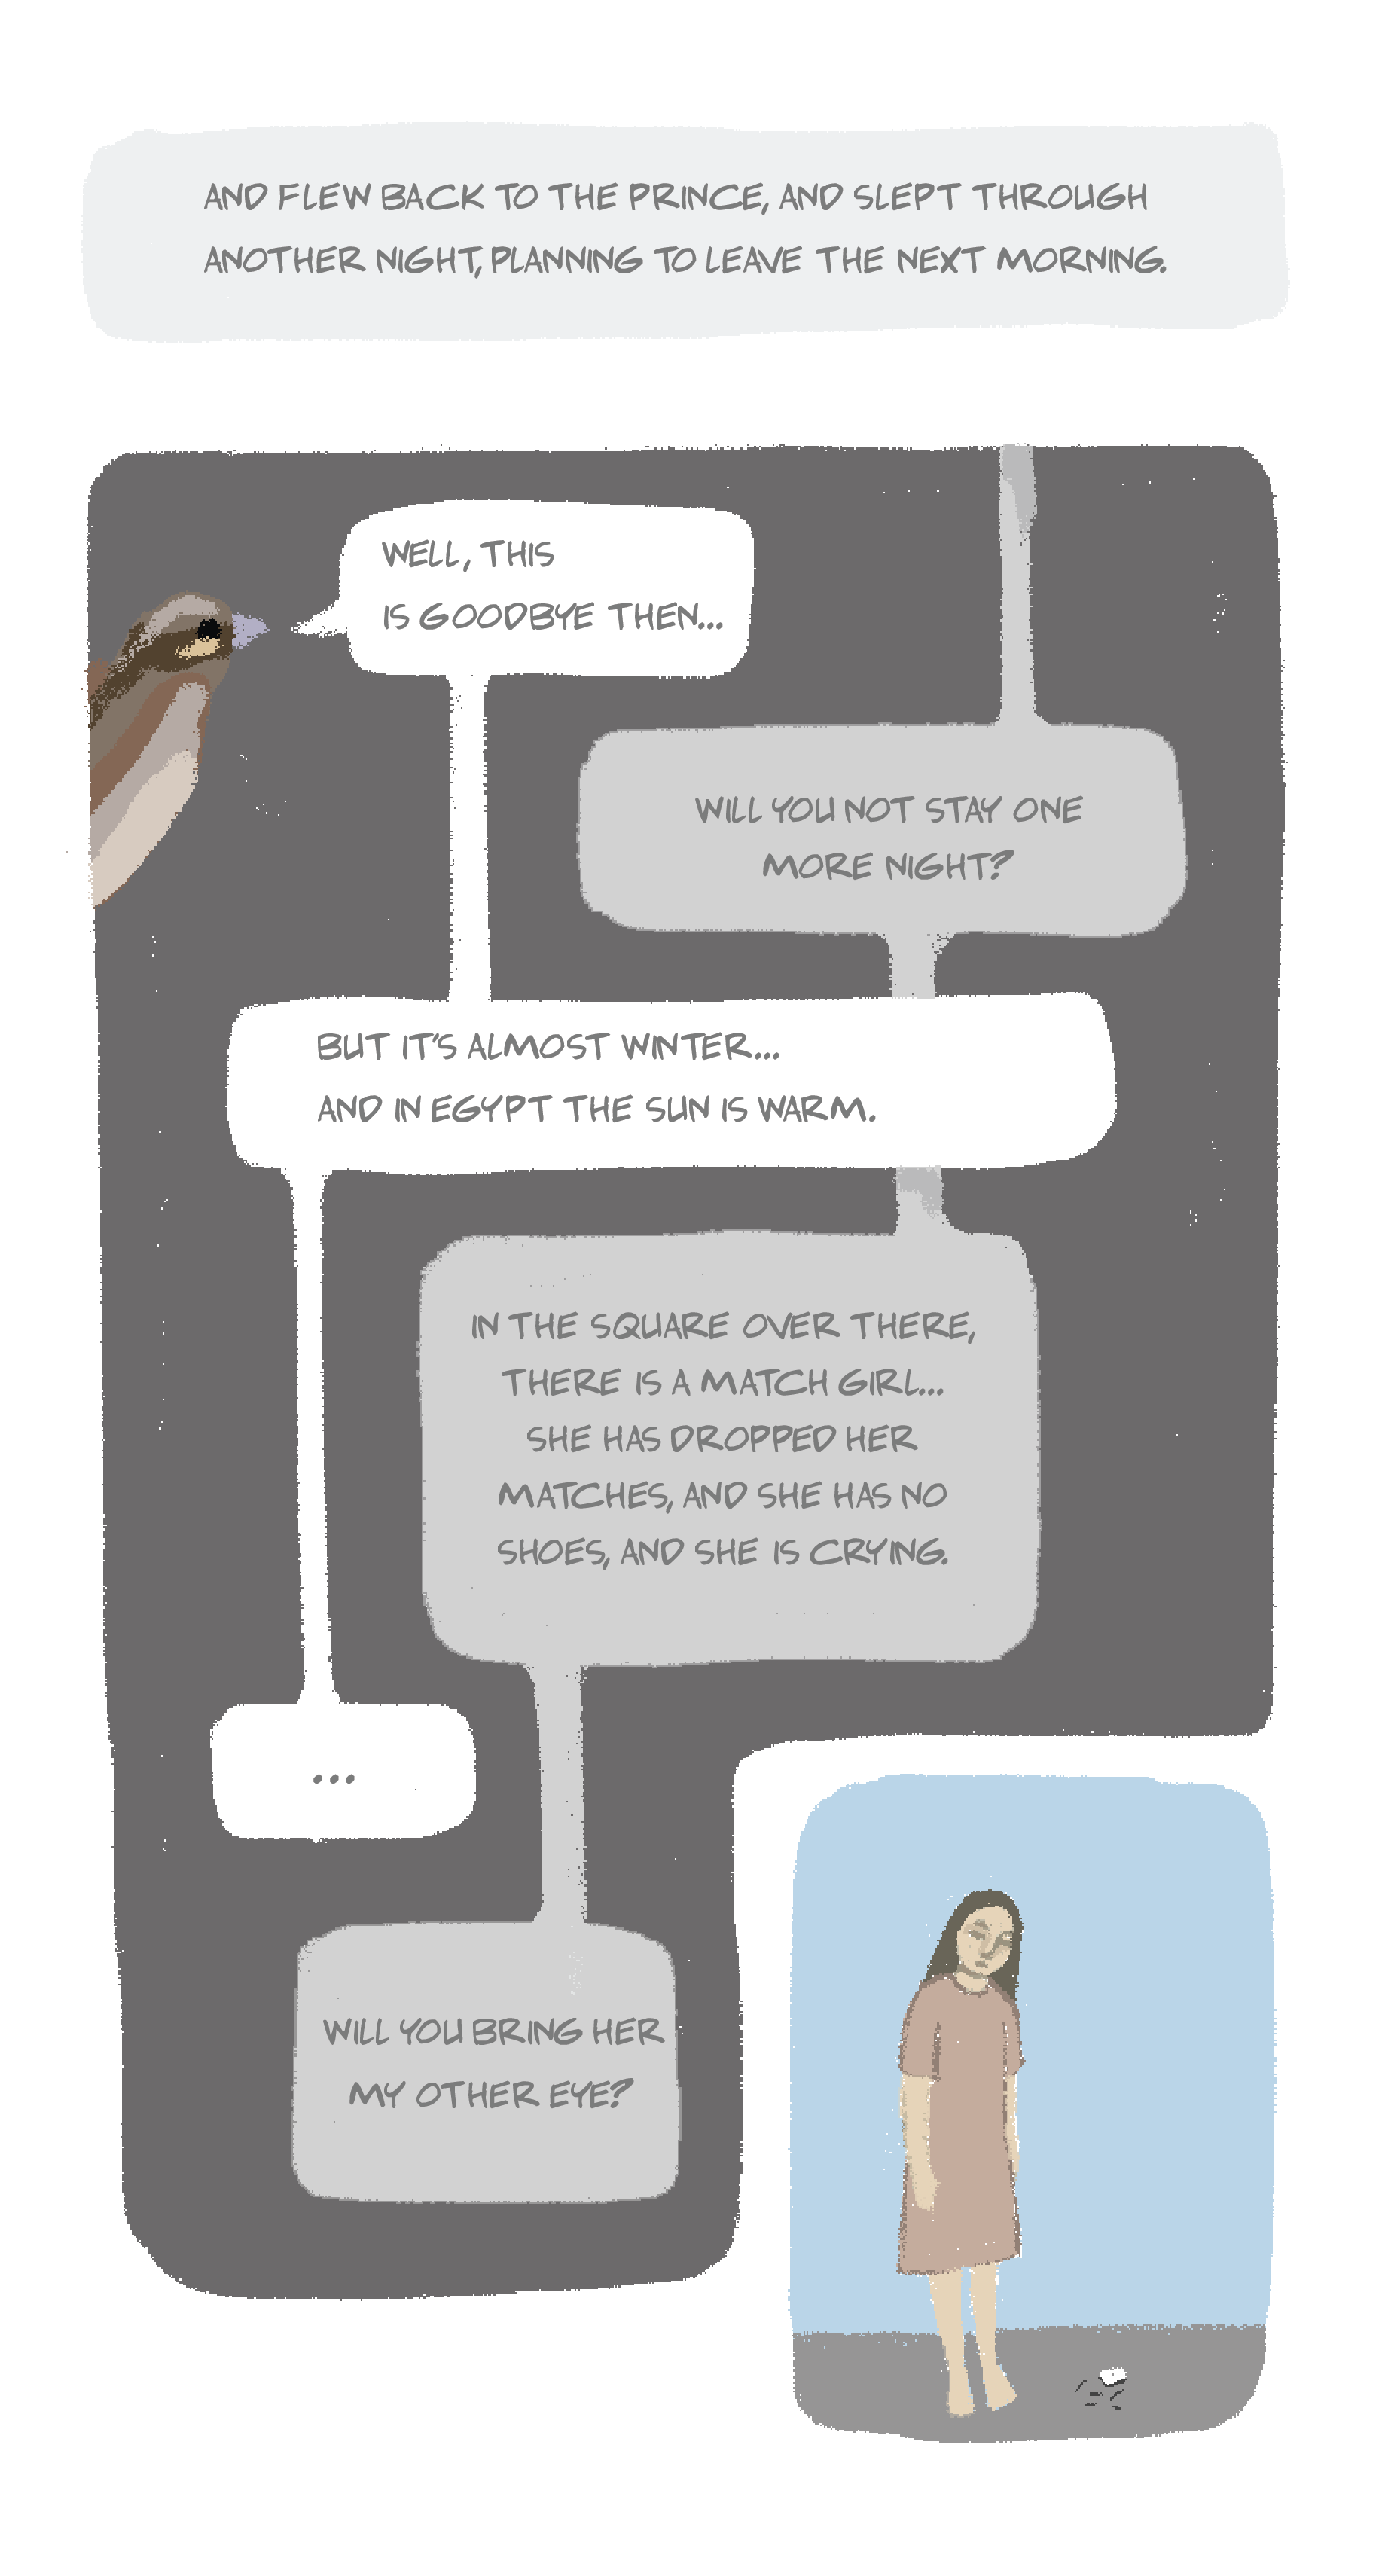 AND FLEW BACK TO THE PRINCE, AND SLEPT THROUGH
ANOTHER NIGHT, PLANNING TO LEAVE THE NEXT MORNING.
WELL, THIS
IS GOODBYE THEN...
WILL YOU NOT STAY ONE
MORE NIGHT?
BUT IT'S ALMOST WINTER...
AND IN EGYPT THE SUN IS WARM.
IN THE SQUARE OVER THERE,
THERE IS A MATCH GIRL...
SHE HAS DROPPED HER
MATCHES, AND SHE HAS NO
SHOES, AND SHE IS CRYING.
...
WILL YOU BRING HER
MY OTHER EYE?